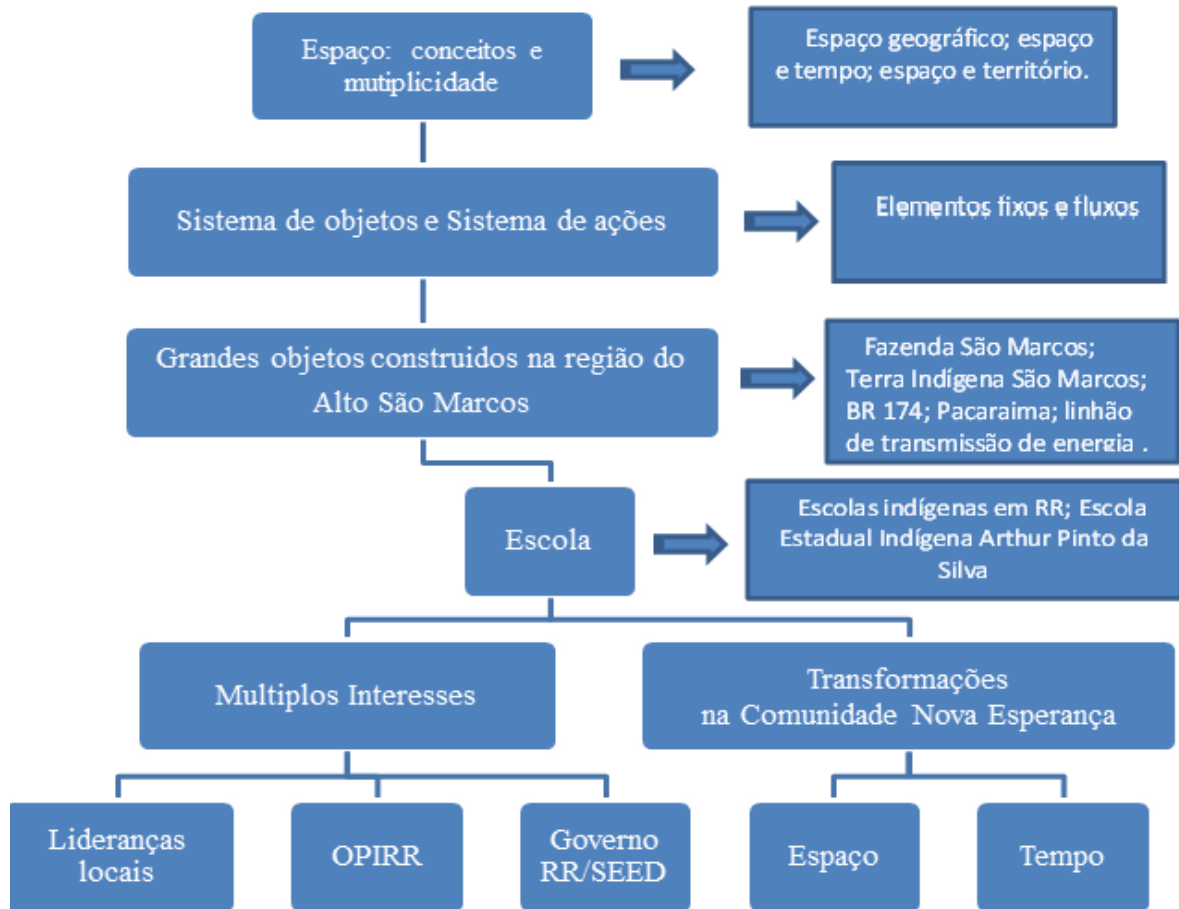 Espaço: conceitos e
mutiplicidade
Espaço geográfico; espaço
e tempo; espaço e território.
Sistema de objetos e Sistema de ações
Elementos fixos e fluxos
Grandes objetos construidos na região do
Alto São Marcos
Fazenda São Marcos;
Terra Indígena São Marcos;
BR 174; Pacaraima; linhão
de transmissão de energia .
Escola
Escolas indígenas em RR; Escola
Estadual Indígena Arthur Pinto da
Silva
Multiplos Interesses
Transformações
na Comunidade Nova Esperança
Lideranças
locais
OPIRR
Governo
RR/SEED
Espaço
Tempo